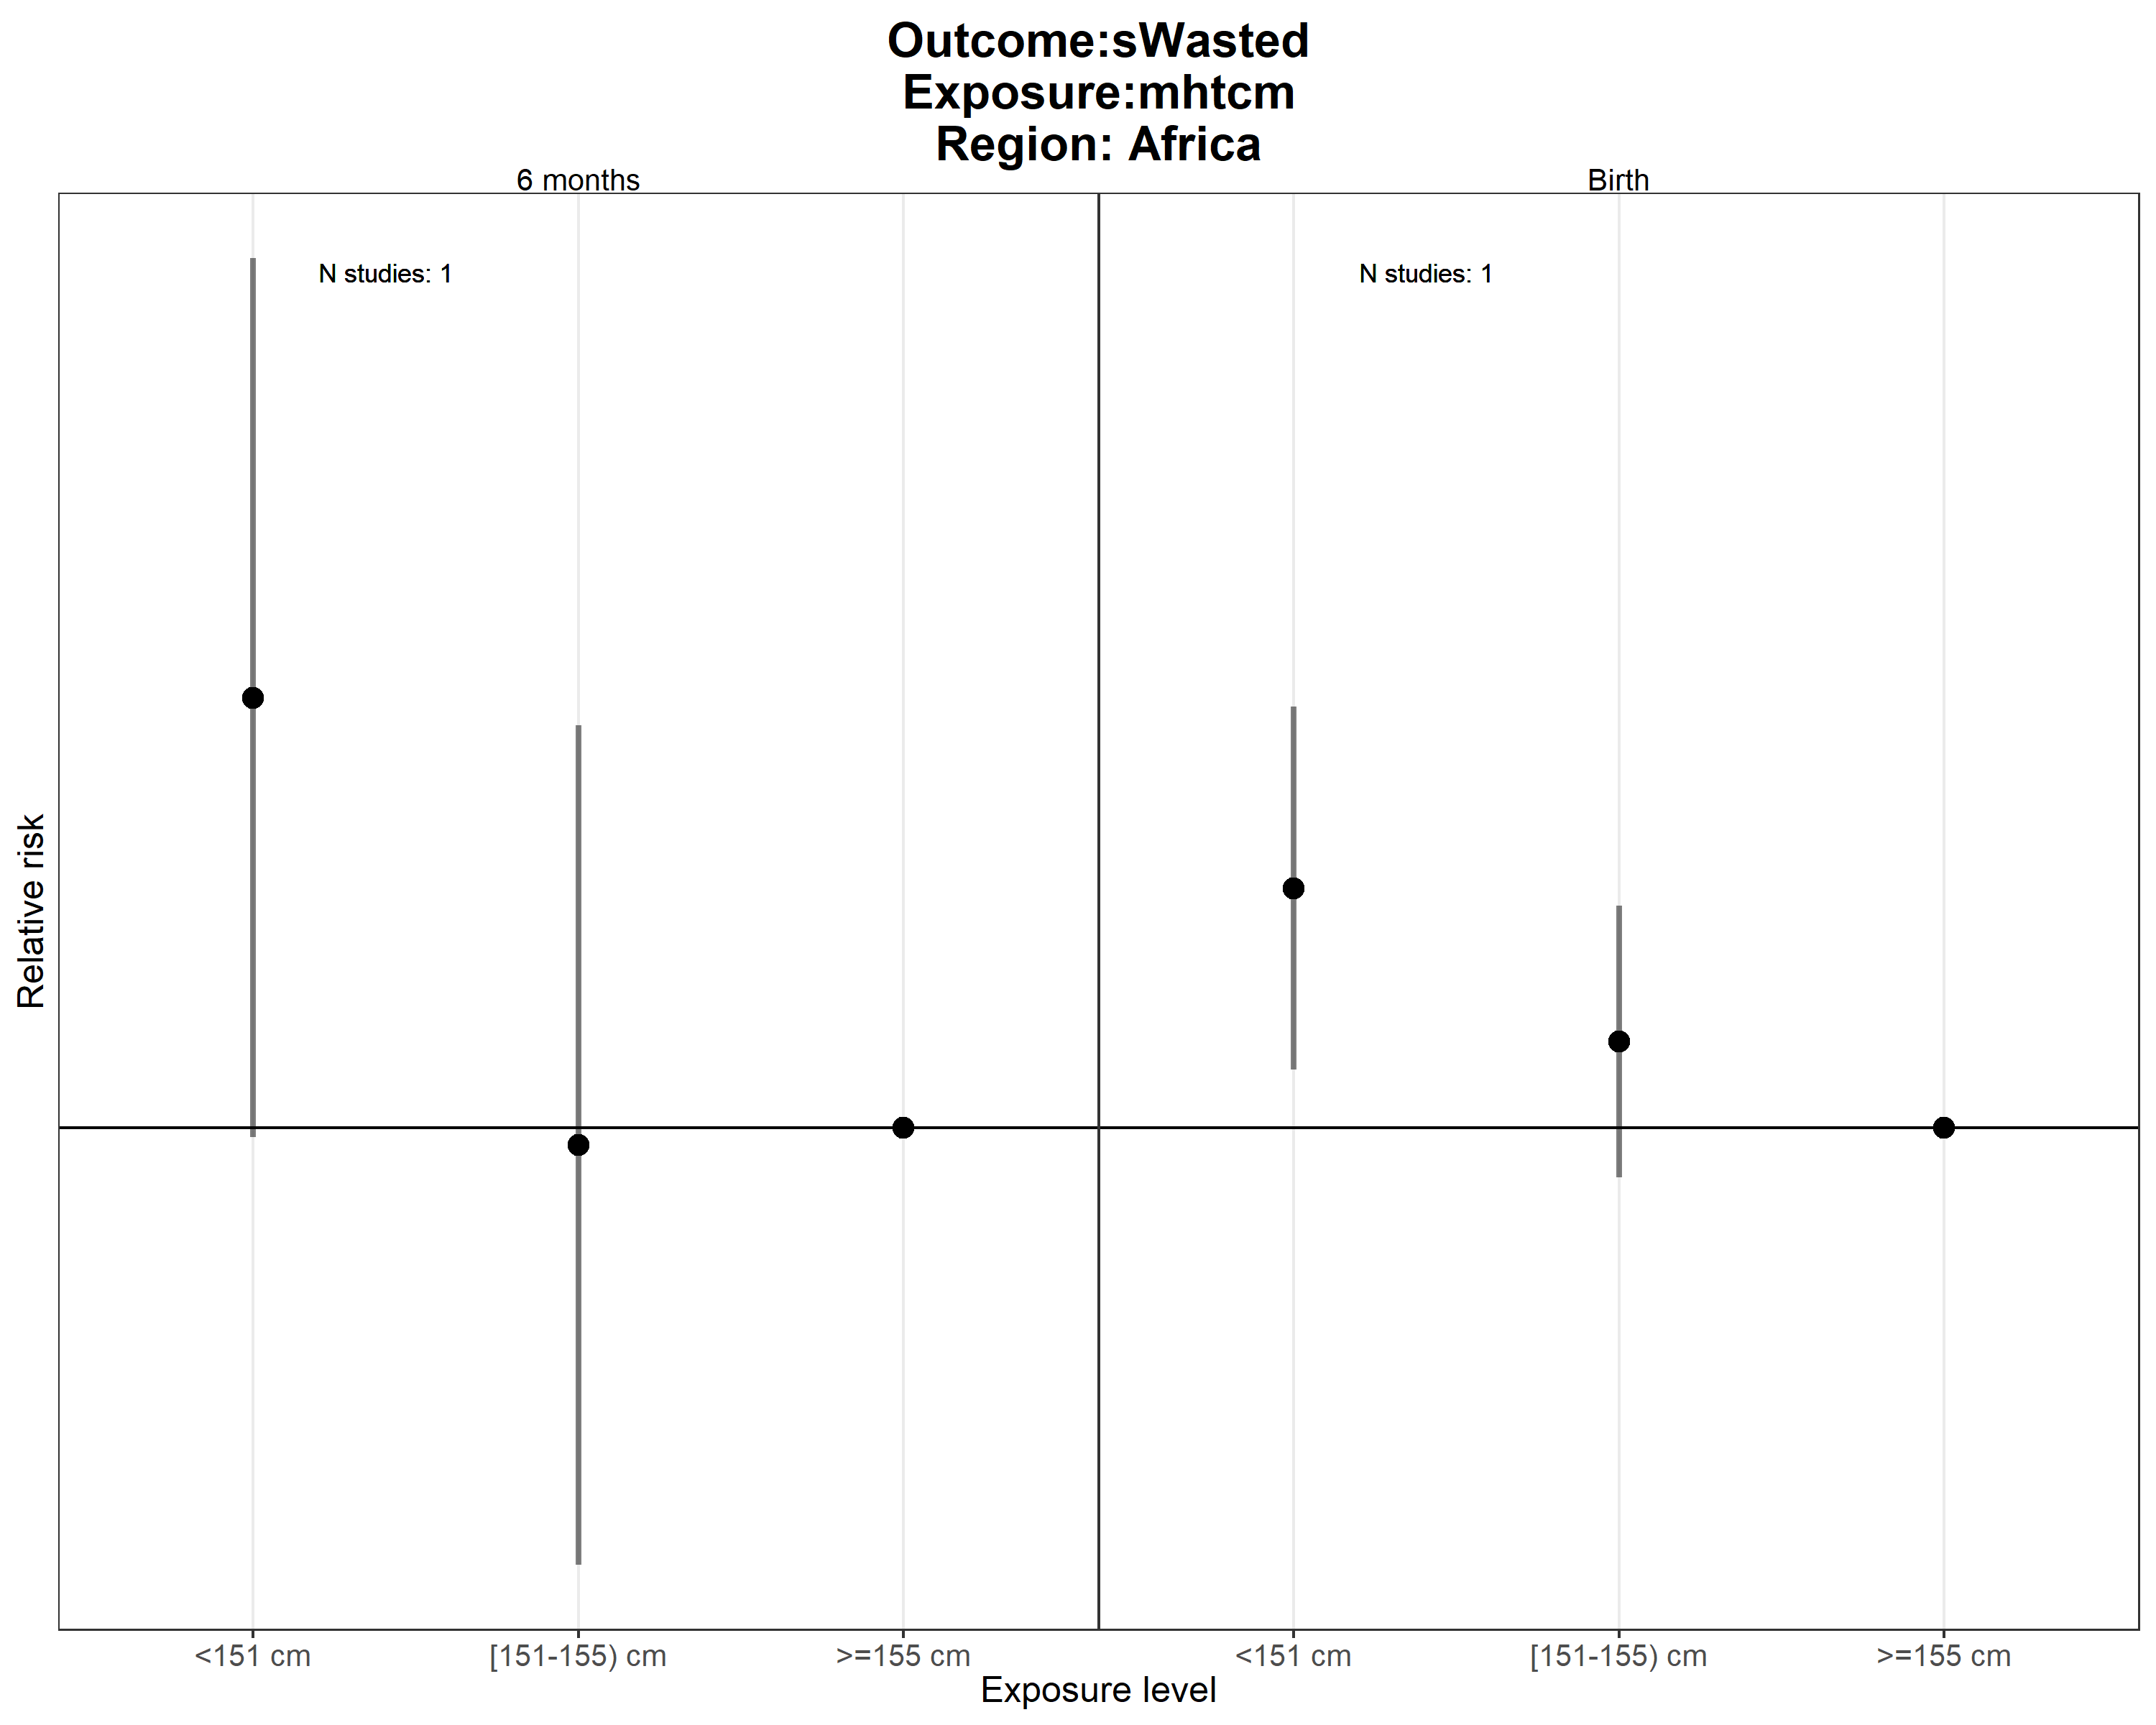 Outcome:sWasted
Exposure:mhtcm
Region: Africa
6 months
Birth
N studies: 1
N studies: 1
Relative risk
<151 cm
[151-155) cm
>=155 cm
<151 cm
[151-155) cm
>=155 cm
Exposure level